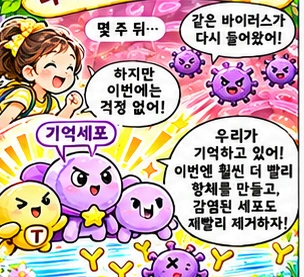 몇 주 뒤…
같은 바이러스가
다시 들어왔어!
하지만
이번에는
걱정 없어!
기억세포
우리가
기억하고 있어!
이번엔 훨씬 더 빨리
항체를 만들고,
감염된 세포도
재빨리 제거하자!
T